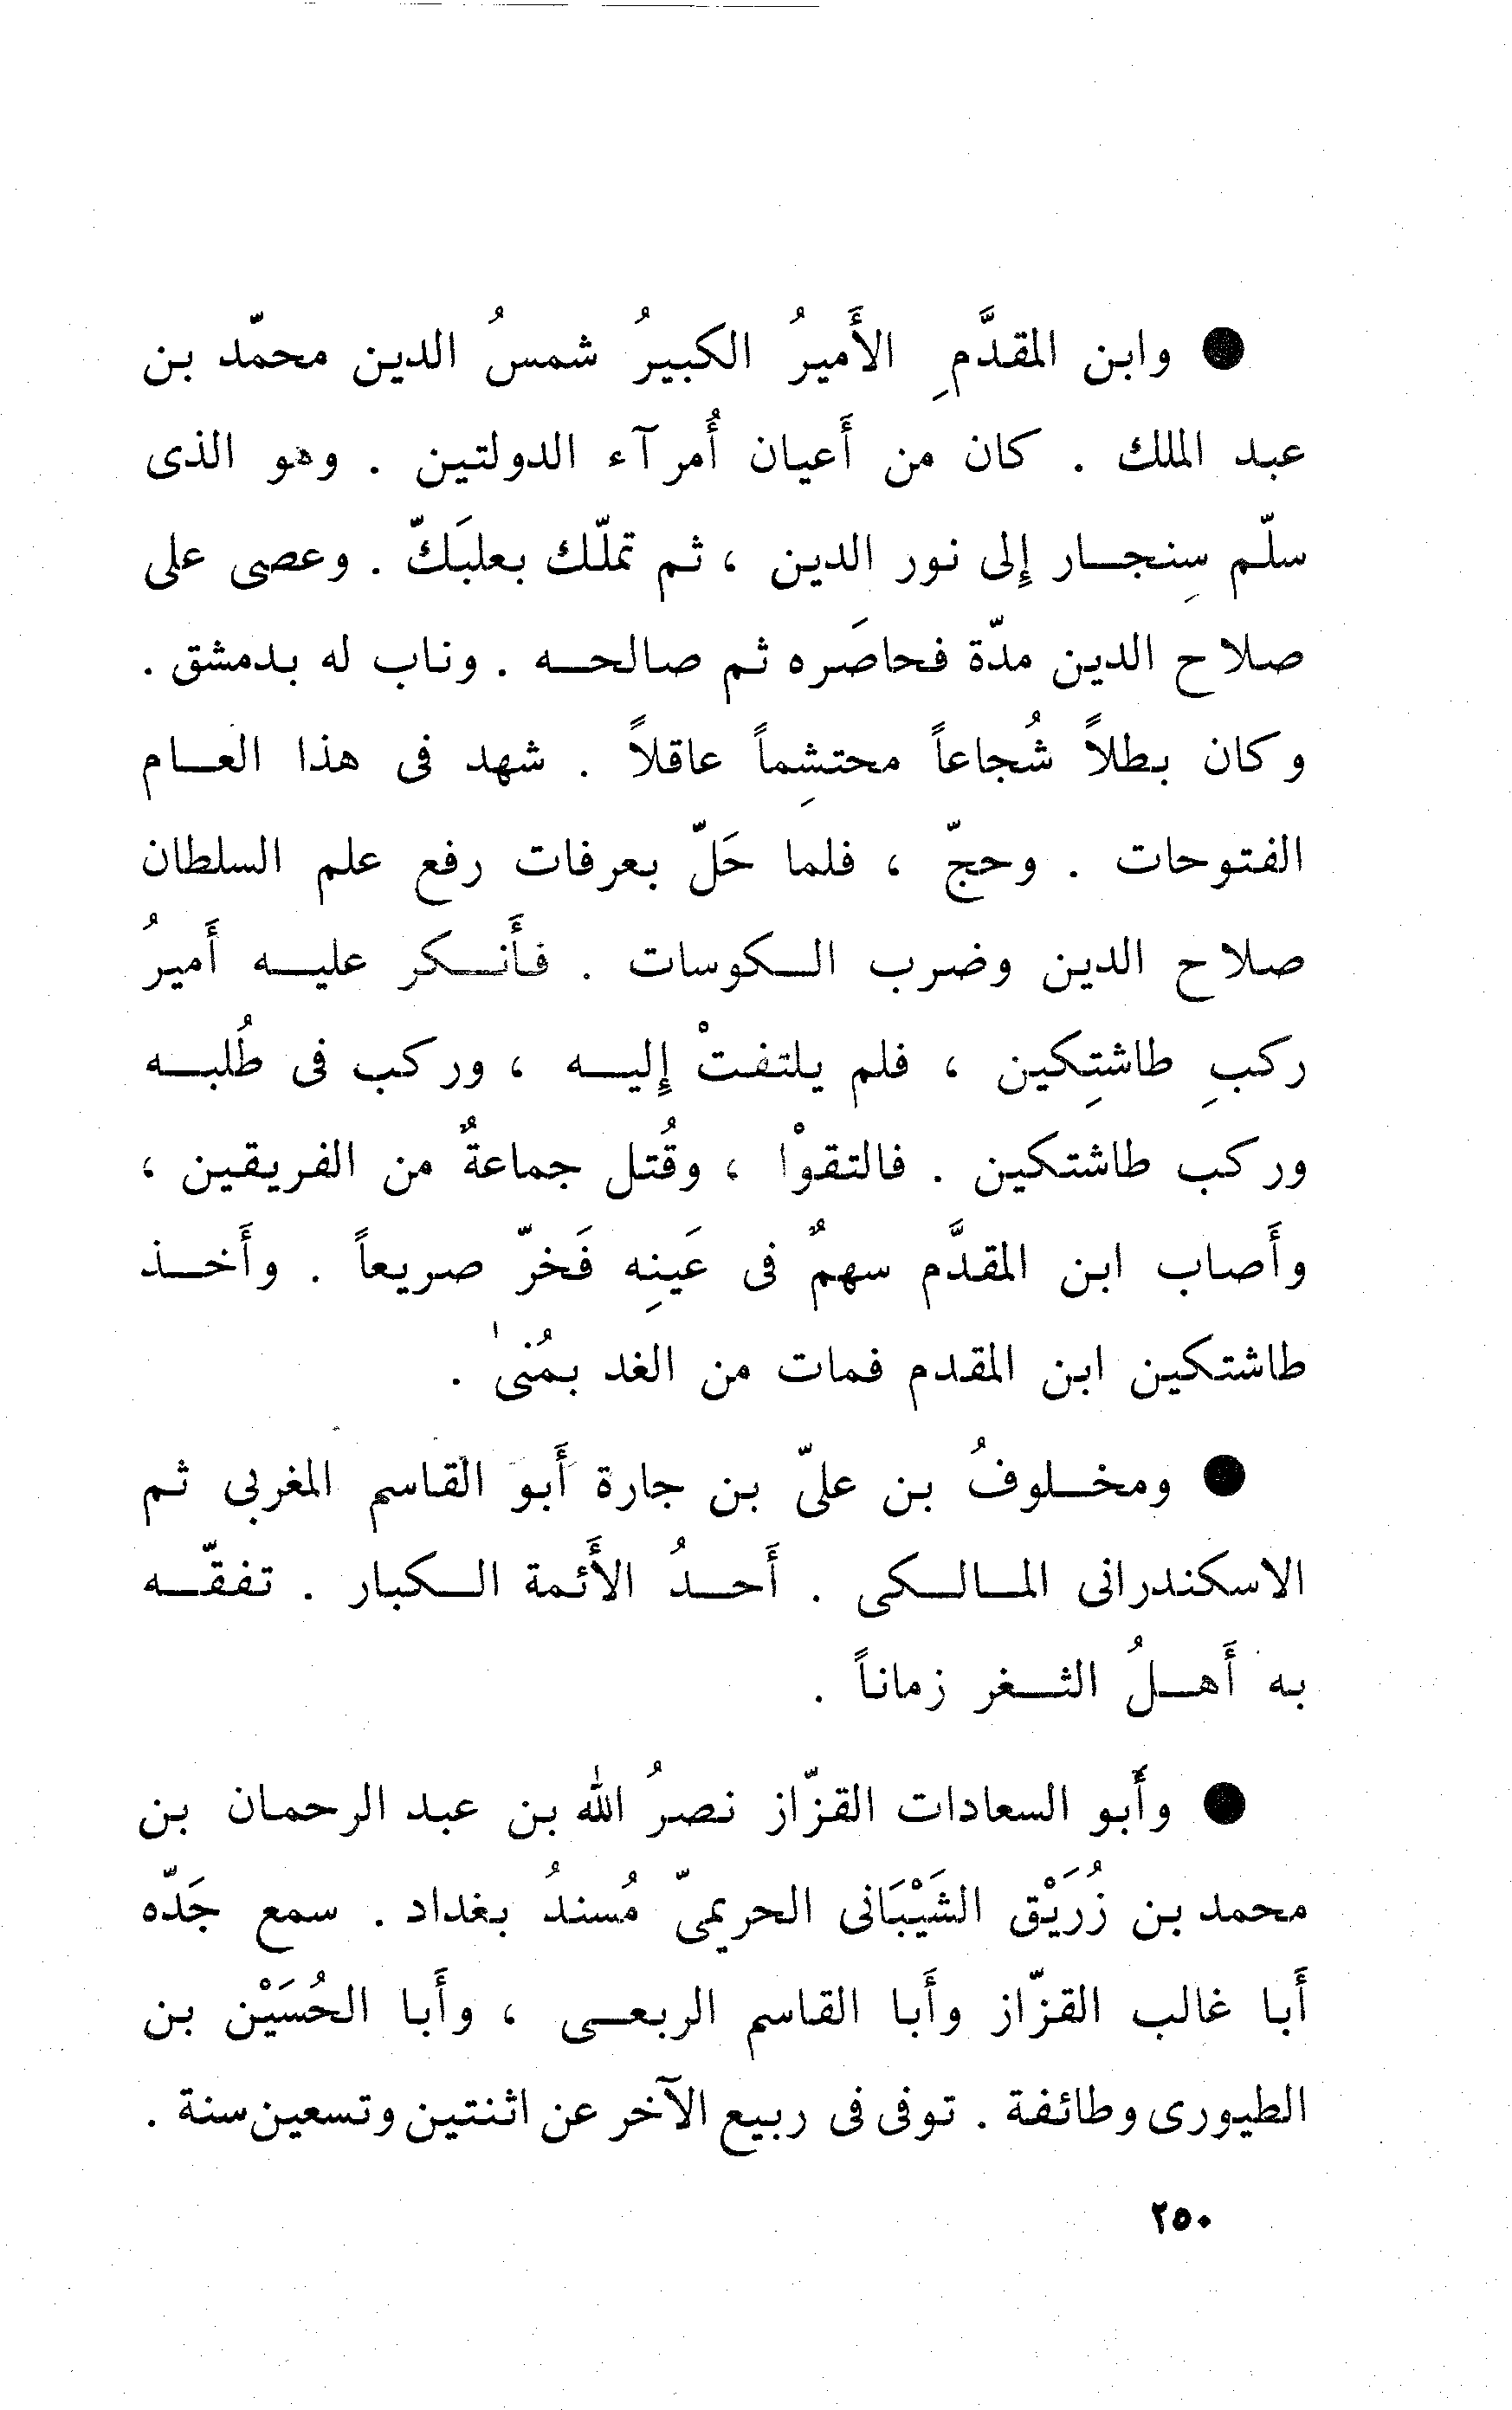 ● وابن المقدَّمِ الأَميرُ الكبيرُ شمسُ الدين محمّد بن
عبد الملك . كان من أَعيان أُمرآء الدولتين . وهو الذى
سلّم سِنجار إلى نور الدين ، ثم تملّك بعلبَكّ . وعصى على
صلاح الدين مدّة فحاصَره ثم صالحه . وناب له بدمشق .
وكان بطلاً شُجاعاً محتشِماً عاقلاً . شهد فى هذا العام
الفتوحات . وحجّ ، فلما حَلّ بعرفات رفع علم السلطان
صلاح الدين وضرب الكوسات . فأَنكر عليه أَميرُ
ركبِ طاشتِكين ، فلم يلتفتْ إليه ، وركب فى طُلبه
وركب طاشتكين . فالتقوْا ، وقُتل جماعةٌ من الفريقين ،
وأَصاب ابن المقدَّم سهمٌ فى عَينِه فَخرّ صريعاً . وأَخذ
طاشتكين ابن المقدم فمات من الغد بمُنىٰ .
● ومخلوفُ بن علىّ بن جارة أَبو القاسم المغربى ثم
الاسكندرانى المالكى . أَحدُ الأَئمة الكبار . تفقّه
به أَهلُ الثغر زماناً .
● وأَبو السعادات القزّاز نصرُ الله بن عبد الرحمان بن
محمد بن زُرَيْق الشَيْبَانى الحريمىّ مُسندُ بغداد . سمع جَدّه
أَبا غالب القزّاز وأَبا القاسم الربعى ، وأَبا الحُسَيْن بن
الطيورى وطائفة . توفى فى ربيع الآخر عن اثنتين وتسعين سنة .
٢٥٠